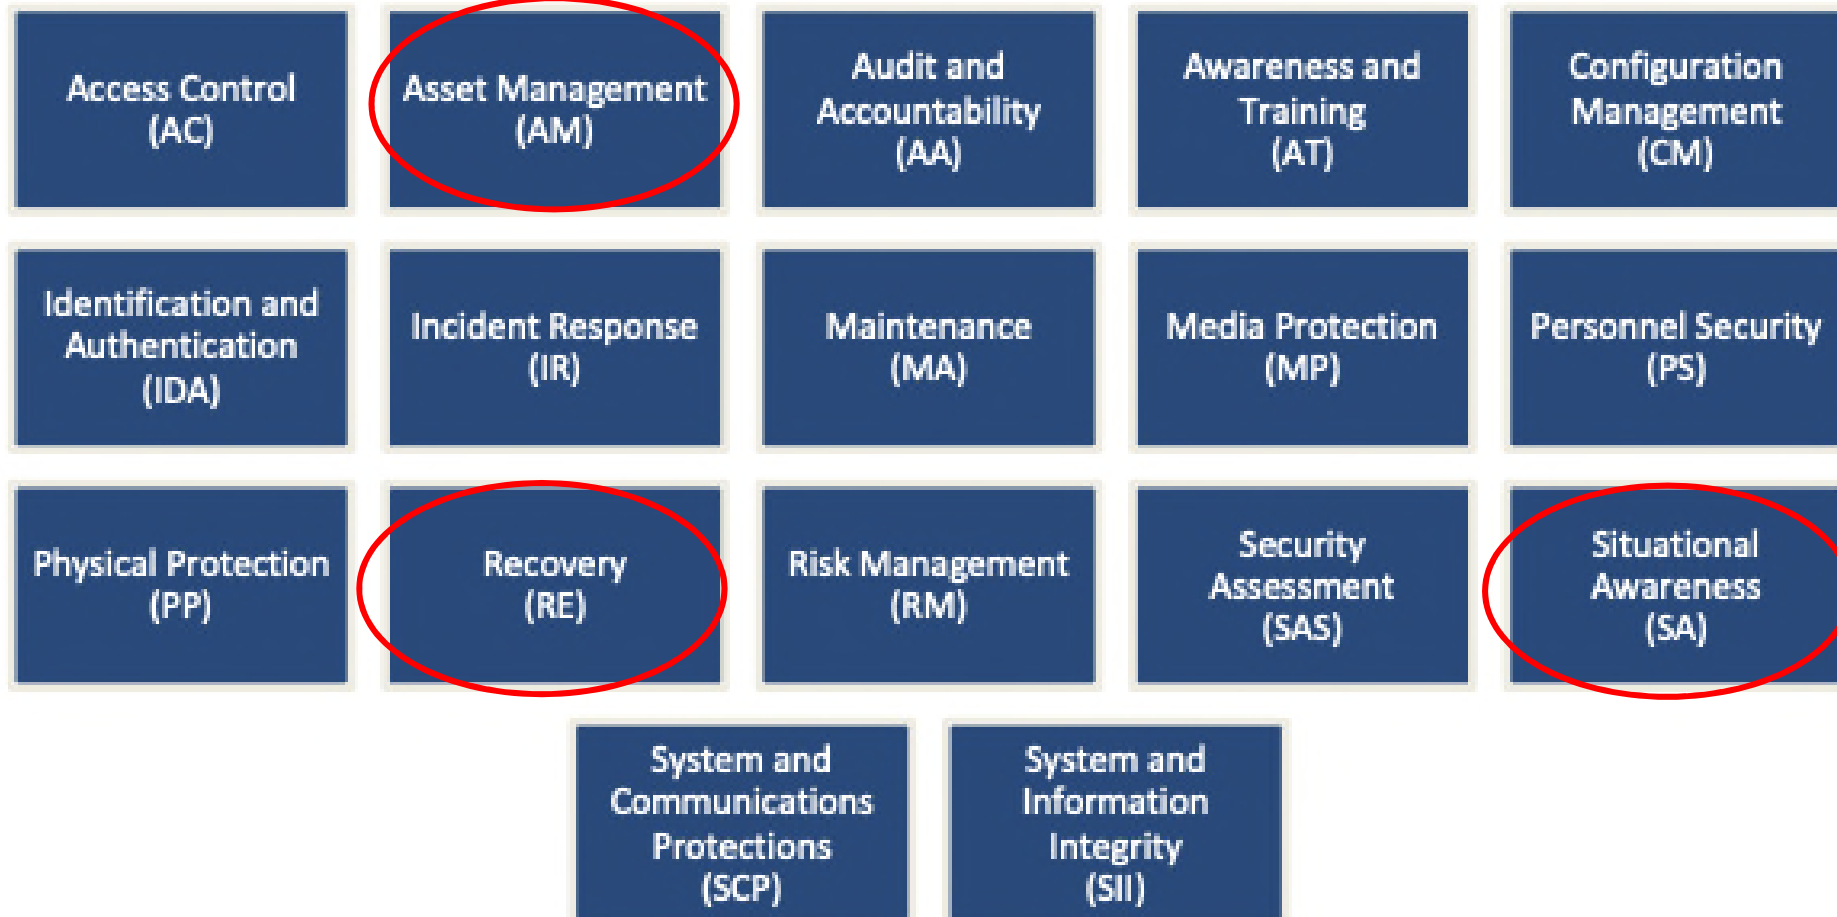 Access Control
(AC)
Asset Management
(AM)
Audit and
Accountability
(AA)
Awareness and
Training
(AT)
Configuration
Management
(CM)
Identification and
Authentication
(IDA)
Incident Response
(IR)
Maintenance
(MA)
Media Protection
(MP)
Personnel Security
(PS)
Physical Protection
(PP)
Recovery
(RE)
Risk Management
(RM)
Security
Assessment
(SAS)
Situational
Awareness
(SA)
System and
Communications
Protections
(SCP)
System and
Information
Integrity
(SII)